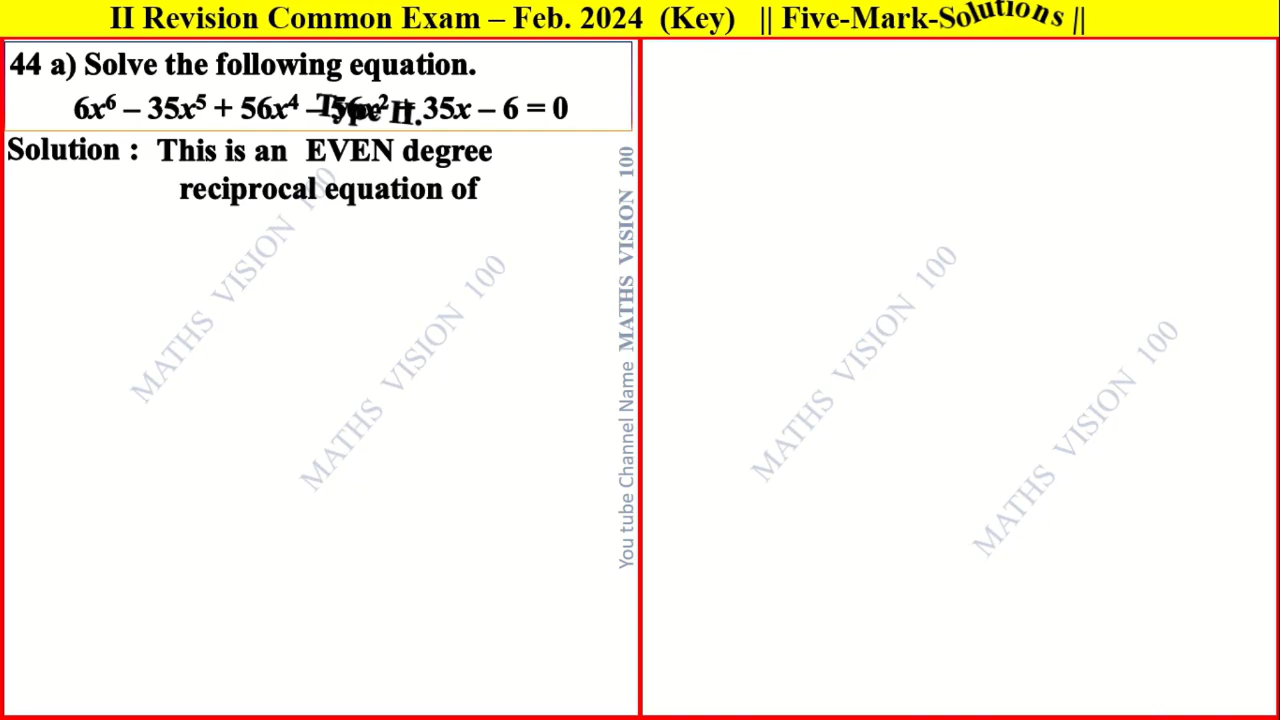 II Revision Common Exam – Feb. 2024 (Key) || Five-Mark-Solutions ||
44 a) Solve the following equation.
6x⁶ – 35x⁵ + 56x⁴ – 56x² + 35x – 6 = 0
Type II.
Solution : This is an EVEN degree
reciprocal equation of
You tube Channel Name MATHS VISION 100
MATHS VISION 100
MATHS VISION 100
MATHS VISION 100
MATHS VISION 100